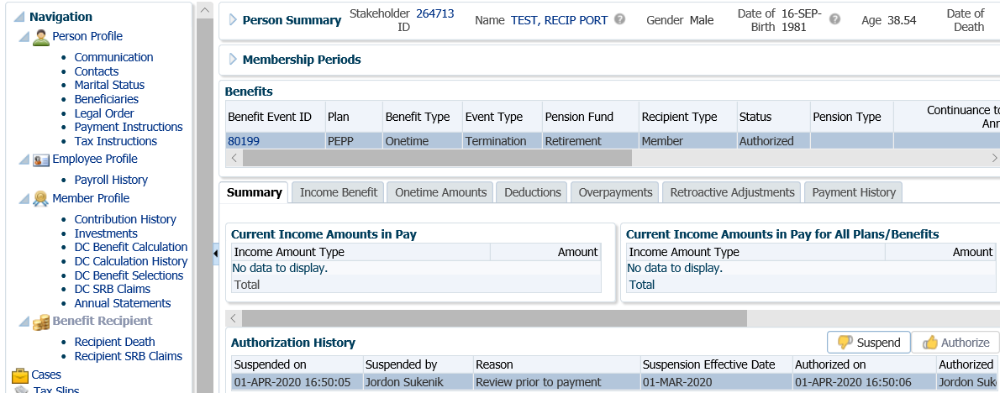 Navigation
Person Profile
Communication
Contacts
Marital Status
Beneficiaries
Legal Order
Payment Instructions
Tax Instructions
Employee Profile
Payroll History
Member Profile
Contribution History
Investments
DC Benefit Calculation
DC Calculation History
DC Benefit Selections
DC SRB Claims
Annual Statements
Benefit Recipient
Recipient Death
Recipient SRB Claims
Cases
Tax Slips
Person Summary Stakeholder ID 264713 Name TEST, RECIP PORT Gender Male Date of Birth 16-SEP-1981 Age 38.54 Date of Death
Membership Periods
Benefits
Benefit Event ID Plan Benefit Type Event Type Pension Fund Recipient Type Status Pension Type Continuance to Ann
80199 PEPP Onetime Termination Retirement Member Authorized
Summary Income Benefit Onetime Amounts Deductions Overpayments Retroactive Adjustments Payment History
Current Income Amounts in Pay
Income Amount Type Amount
No data to display.
Total
Current Income Amounts in Pay for All Plans/Benefits
Income Amount Type Amount
No data to display.
Total
Authorization History Suspend Authorize
Suspended on Suspended by Reason Suspension Effective Date Authorized on Authorized
01-APR-2020 16:50:05 Jordon Sukenik Review prior to payment 01-MAR-2020 01-APR-2020 16:50:06 Jordon Suke